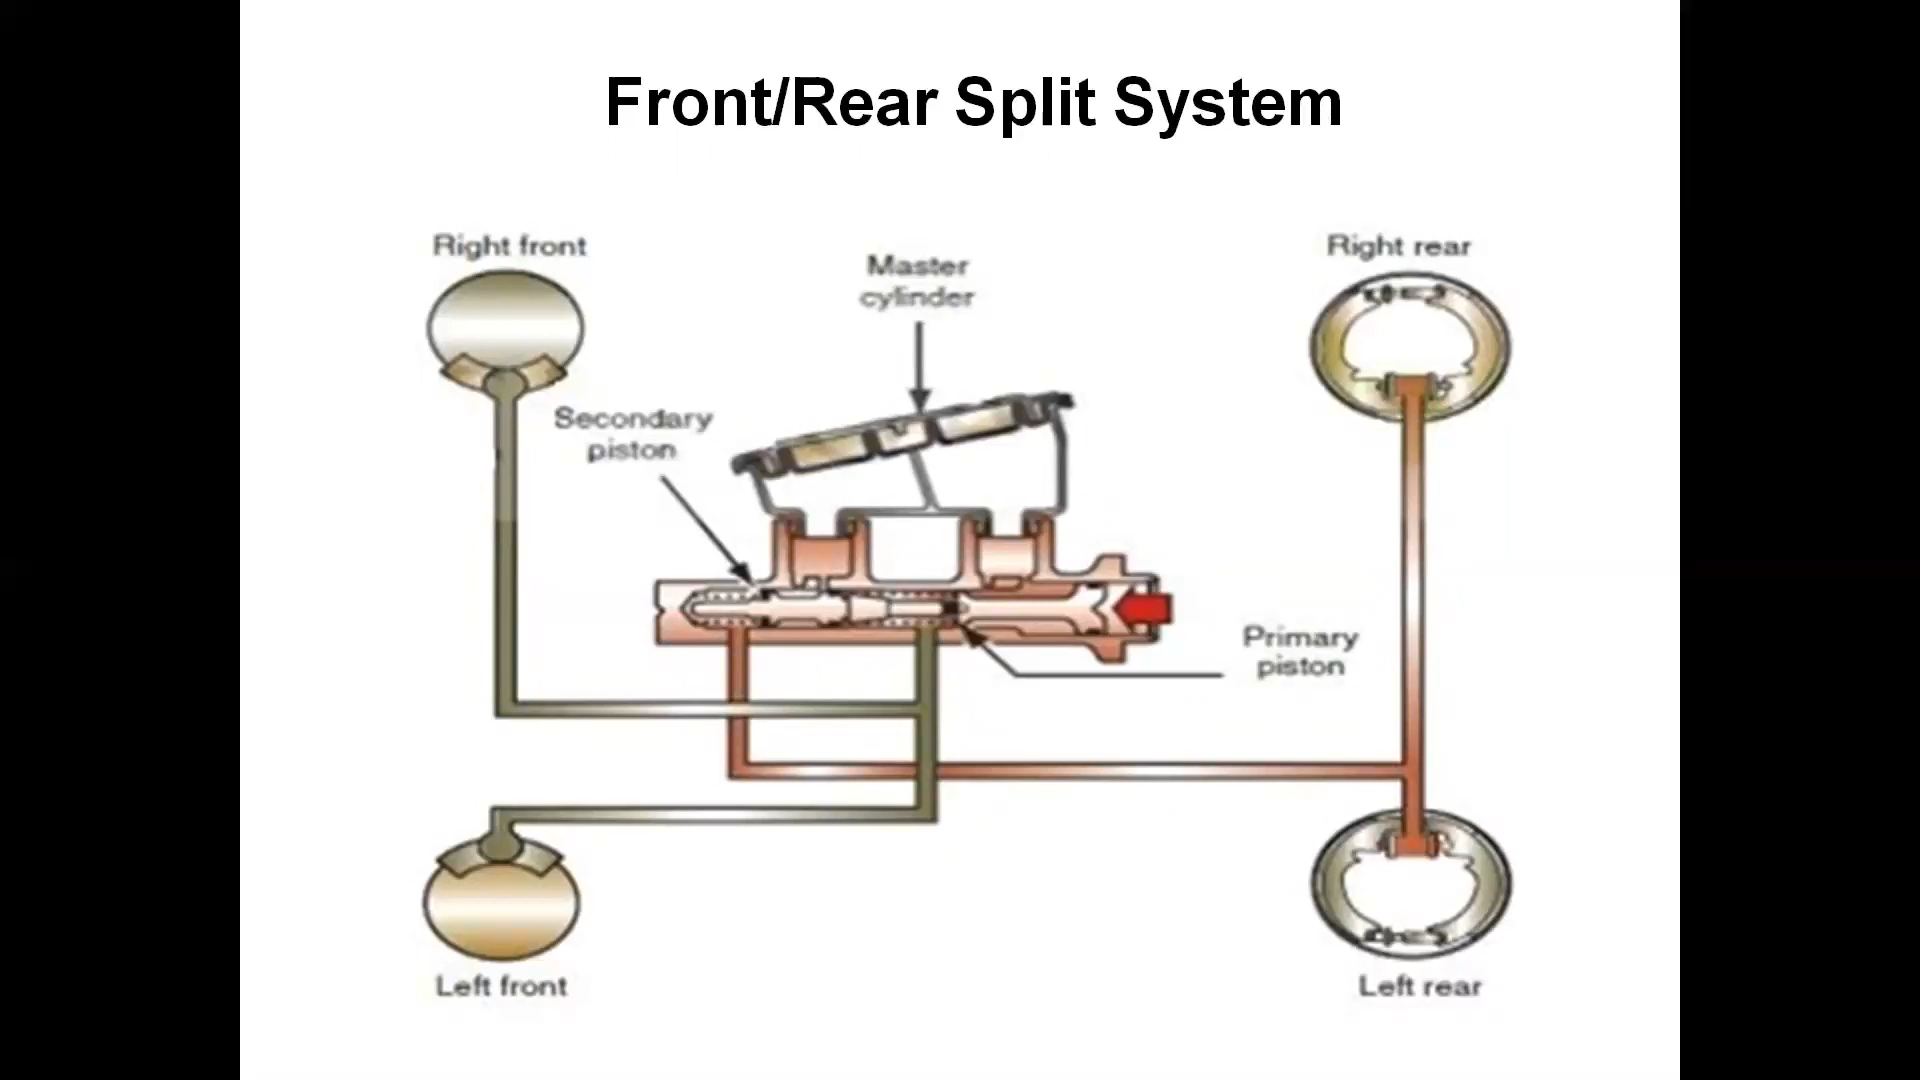 Front/Rear Split System
Right front
Master
cylinder
Right rear
Secondary
piston
Primary
piston
Left front
Left rear